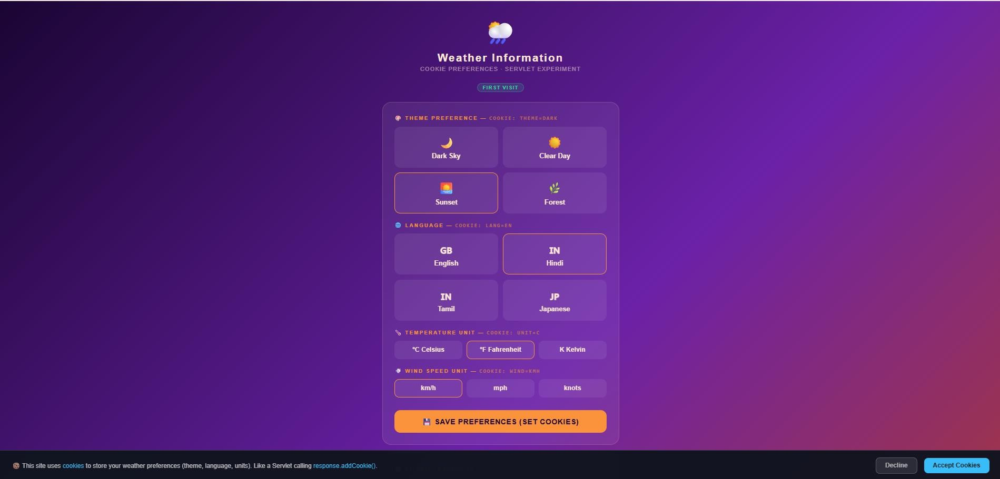 Weather Information
COOKIE PREFERENCES · SERVLET EXPERIMENT
FIRST VISIT
THEME PREFERENCE — COOKIE: THEME=DARK
Dark Sky
Clear Day
Sunset
Forest
LANGUAGE — COOKIE: LANG=EN
GB
English
IN
Hindi
IN
Tamil
JP
Japanese
TEMPERATURE UNIT — COOKIE: UNIT=C
°C Celsius
°F Fahrenheit
K Kelvin
WIND SPEED UNIT — COOKIE: WIND=KMH
km/h
mph
knots
SAVE PREFERENCES (SET COOKIES)
This site uses cookies to store your weather preferences (theme, language, units). Like a Servlet calling response.addCookie().
Decline
Accept Cookies